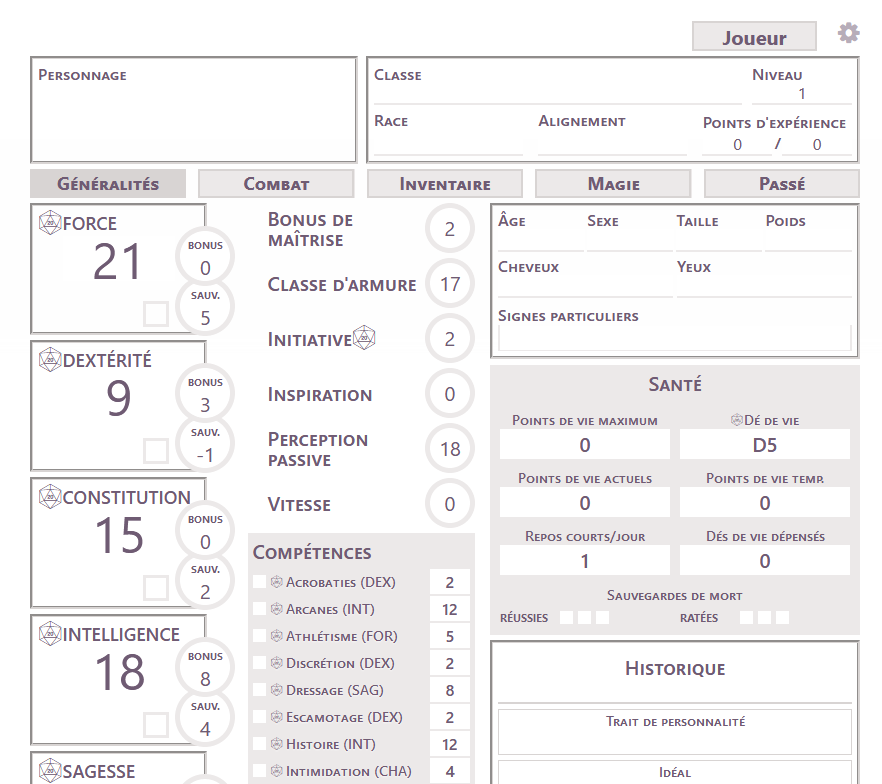 Joueur
Personnage
Classe
Niveau
1
Race
Alignement
Points d'expérience
0 / 0
Généralités
Combat
Inventaire
Magie
Passé
FORCE
21
BONUS
0
SAUV.
5
DEXTÉRITÉ
9
BONUS
3
SAUV.
-1
CONSTITUTION
15
BONUS
0
SAUV.
2
INTELLIGENCE
18
BONUS
8
SAUV.
4
SAGESSE
Bonus de
maîtrise
2
Classe d'armure
17
Initiative
2
Inspiration
0
Perception
passive
18
Vitesse
0
Compétences
Acrobaties (DEX)
2
Arcanes (INT)
12
Athlétisme (FOR)
5
Discrétion (DEX)
2
Dressage (SAG)
8
Escamotage (DEX)
2
Histoire (INT)
12
Intimidation (CHA)
4
Âge
Sexe
Taille
Poids
Cheveux
Yeux
Signes particuliers
Santé
Points de vie maximum
0
Dé de vie
D5
Points de vie actuels
0
Points de vie temp.
0
Repos courts/jour
1
Dés de vie dépensés
0
Sauvegardes de mort
RÉUSSIES
RATÉES
Historique
Trait de personnalité
Idéal